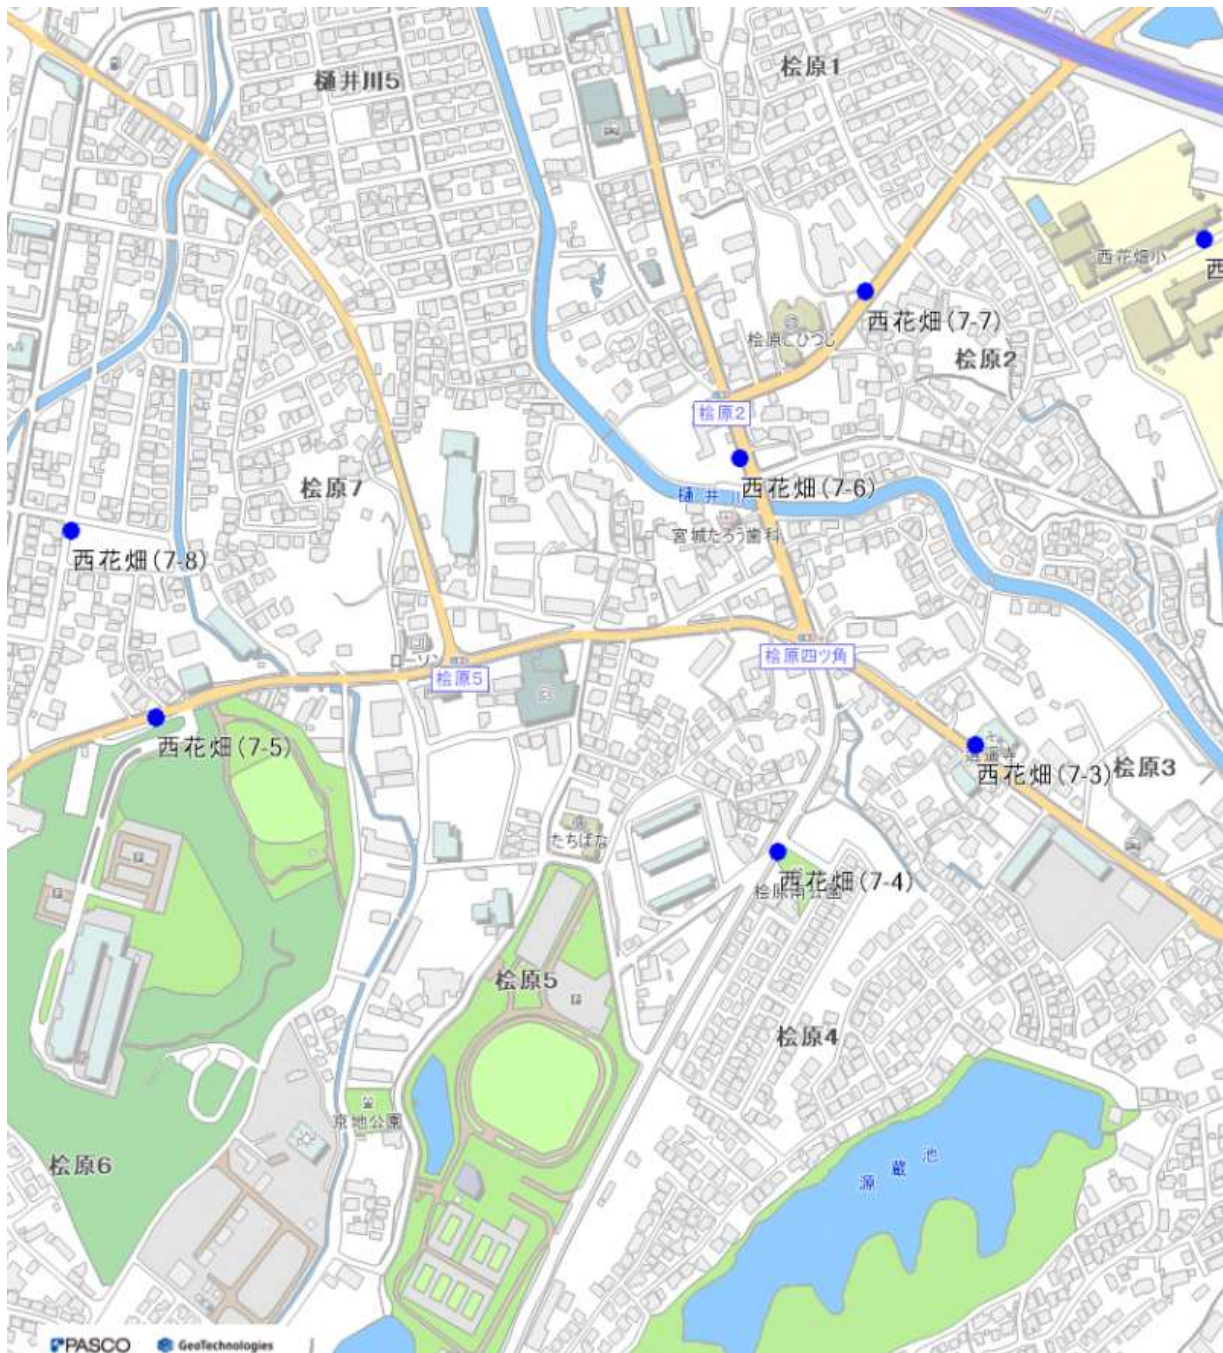 樋井川5
桧原1
西花畑小
西
西花畑(7-7)
桧原2
桧原2
西花畑(7-6)
樋井川
宮城たろう歯科
桧原7
西花畑(7-8)
ローソン
桧原5
桧原四ツ角
西花畑(7-5)
西花畑(7-3)
桧原3
たちばな
西花畑(7-4)
桧原南公園
P
P
桧原5
P
桧原4
京地公園
桧原6
源蔵池
PASCO
GeoTechnologies